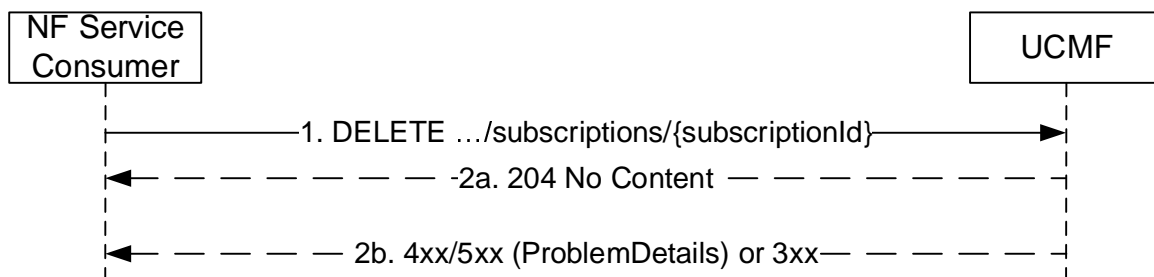 NF Service
Consumer
UCMF
1. DELETE …/subscriptions/{subscriptionId}
2a. 204 No Content
2b. 4xx/5xx (ProblemDetails) or 3xx